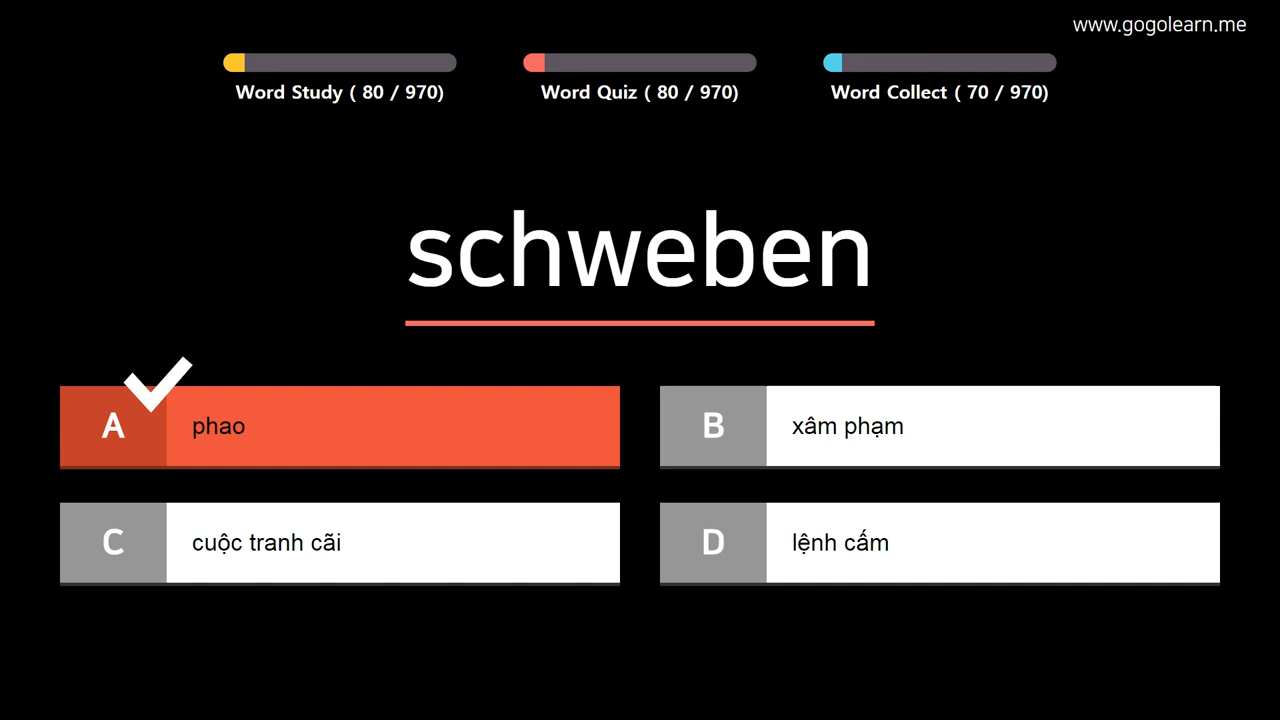 www.gogolearn.me
Word Study ( 80 / 970)
Word Quiz ( 80 / 970)
Word Collect ( 70 / 970)
schweben
A phao
B xâm phạm
C cuộc tranh cãi
D lệnh cấm